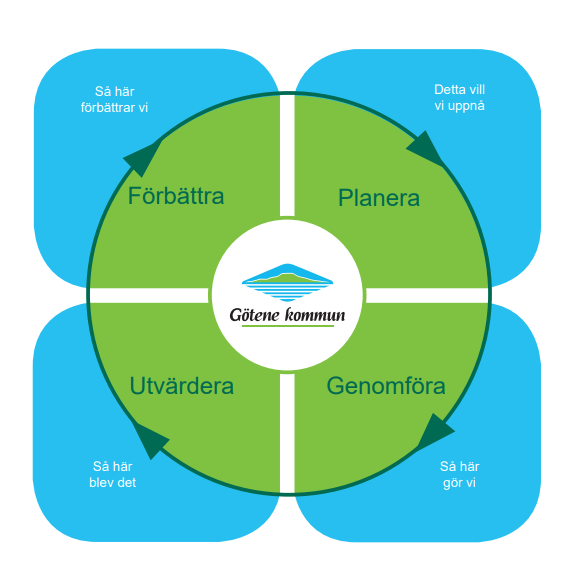 Så här
förbättrar vi
Detta vill
vi uppnå
Förbättra
Planera
Götene kommun
Utvärdera
Genomföra
Så här
blev det
Så här
gör vi